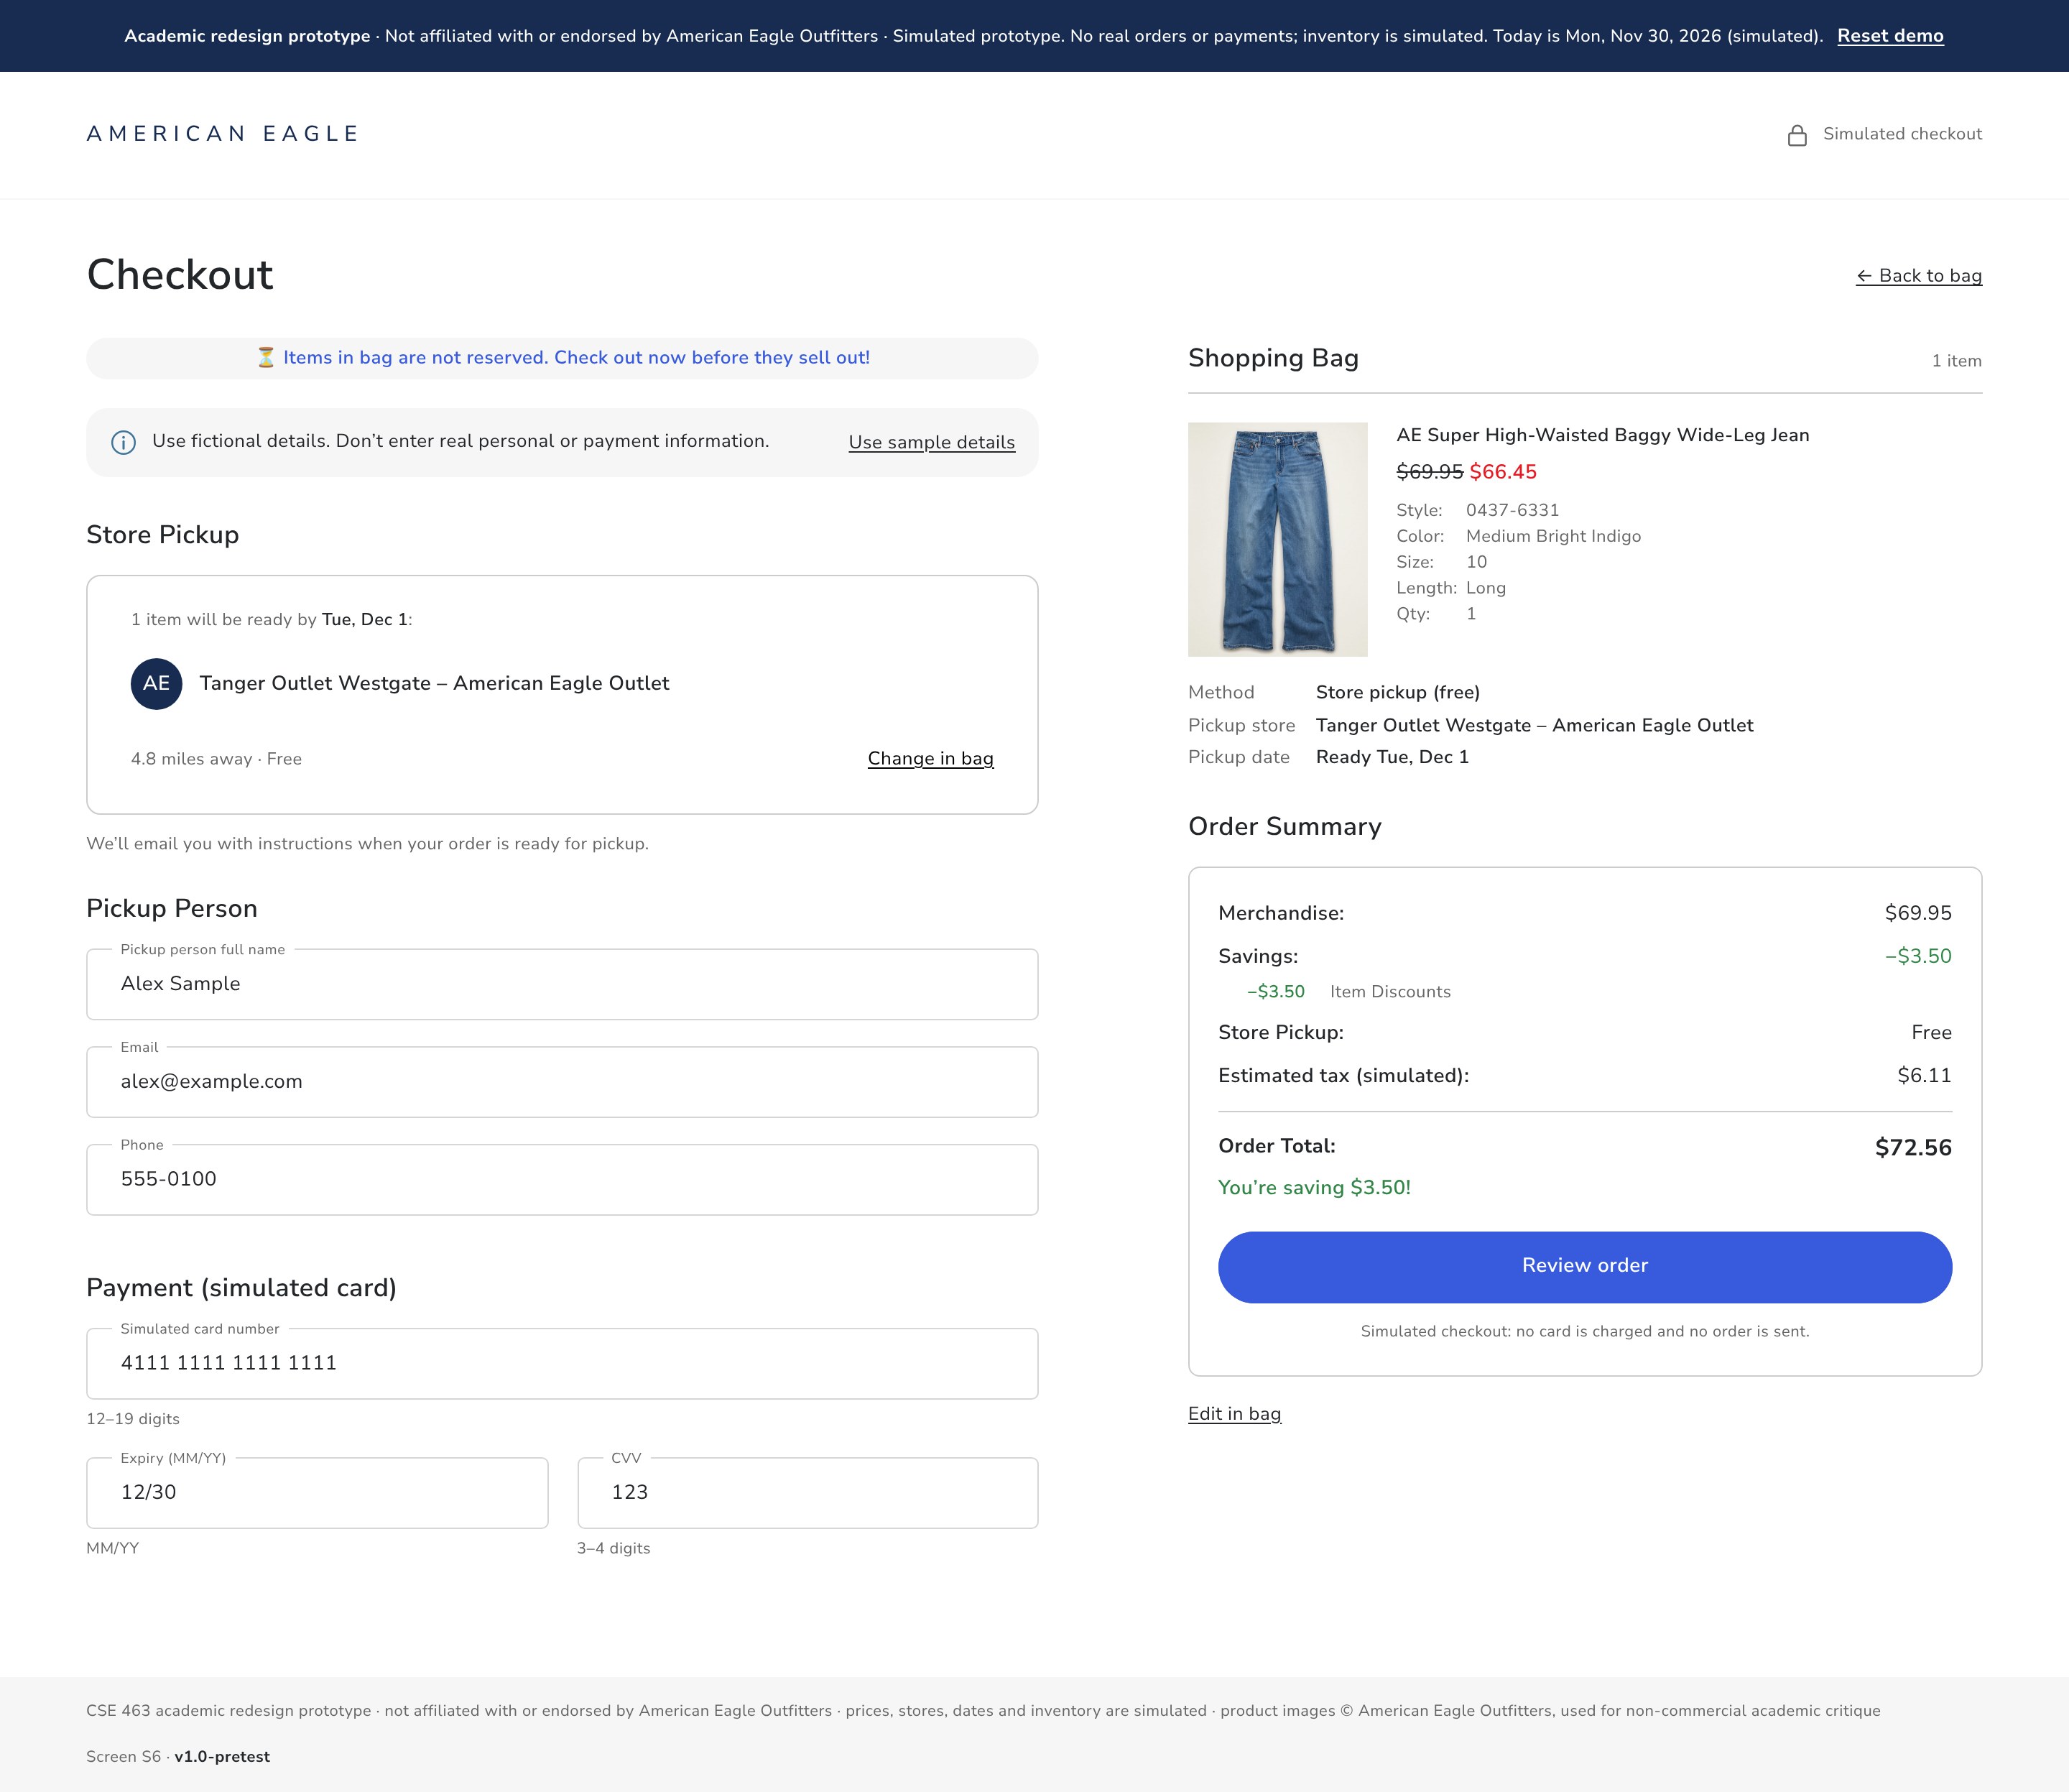 Academic redesign prototype · Not affiliated with or endorsed by American Eagle Outfitters · Simulated prototype. No real orders or payments; inventory is simulated. Today is Mon, Nov 30, 2026 (simulated). Reset demo
AMERICAN EAGLE
Simulated checkout
Checkout
← Back to bag
⏳ Items in bag are not reserved. Check out now before they sell out!
Use fictional details. Don’t enter real personal or payment information. Use sample details
Store Pickup
1 item will be ready by Tue, Dec 1:
AE Tanger Outlet Westgate – American Eagle Outlet
4.8 miles away · Free Change in bag
We’ll email you with instructions when your order is ready for pickup.
Pickup Person
Pickup person full name
Alex Sample
Email
alex@example.com
Phone
555-0100
Payment (simulated card)
Simulated card number
4111 1111 1111 1111
12–19 digits
Expiry (MM/YY)
12/30
MM/YY
CVV
123
3–4 digits
Shopping Bag 1 item
AE Super High-Waisted Baggy Wide-Leg Jean
$69.95 $66.45
Style: 0437-6331
Color: Medium Bright Indigo
Size: 10
Length: Long
Qty: 1
Method Store pickup (free)
Pickup store Tanger Outlet Westgate – American Eagle Outlet
Pickup date Ready Tue, Dec 1
Order Summary
Merchandise: $69.95
Savings: −$3.50
−$3.50 Item Discounts
Store Pickup: Free
Estimated tax (simulated): $6.11
Order Total: $72.56
You’re saving $3.50!
Review order
Simulated checkout: no card is charged and no order is sent.
Edit in bag
CSE 463 academic redesign prototype · not affiliated with or endorsed by American Eagle Outfitters · prices, stores, dates and inventory are simulated · product images © American Eagle Outfitters, used for non-commercial academic critique
Screen S6 · v1.0-pretest